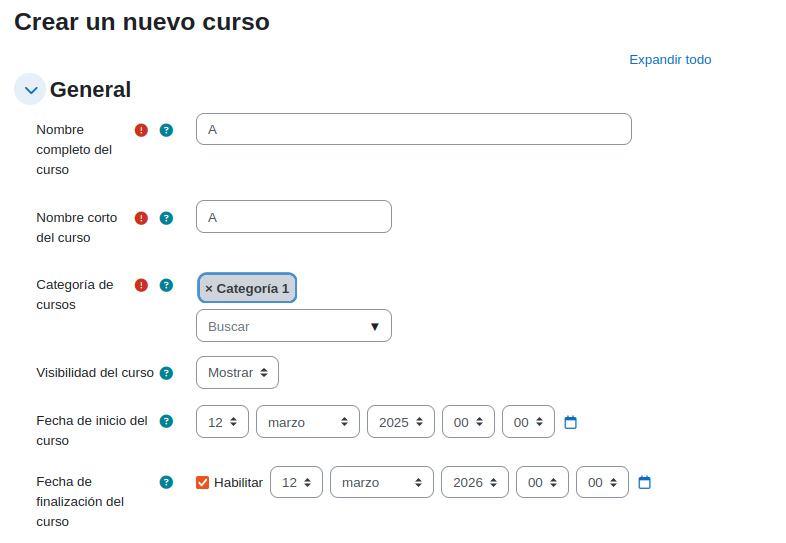 Crear un nuevo curso
Expandir todo
General
Nombre completo del curso
A
Nombre corto del curso
A
Categoría de cursos
× Categoría 1
Buscar ▼
Visibilidad del curso
Mostrar
Fecha de inicio del curso
12 marzo 2025 00 00
Fecha de finalización del curso
Habilitar 12 marzo 2026 00 00